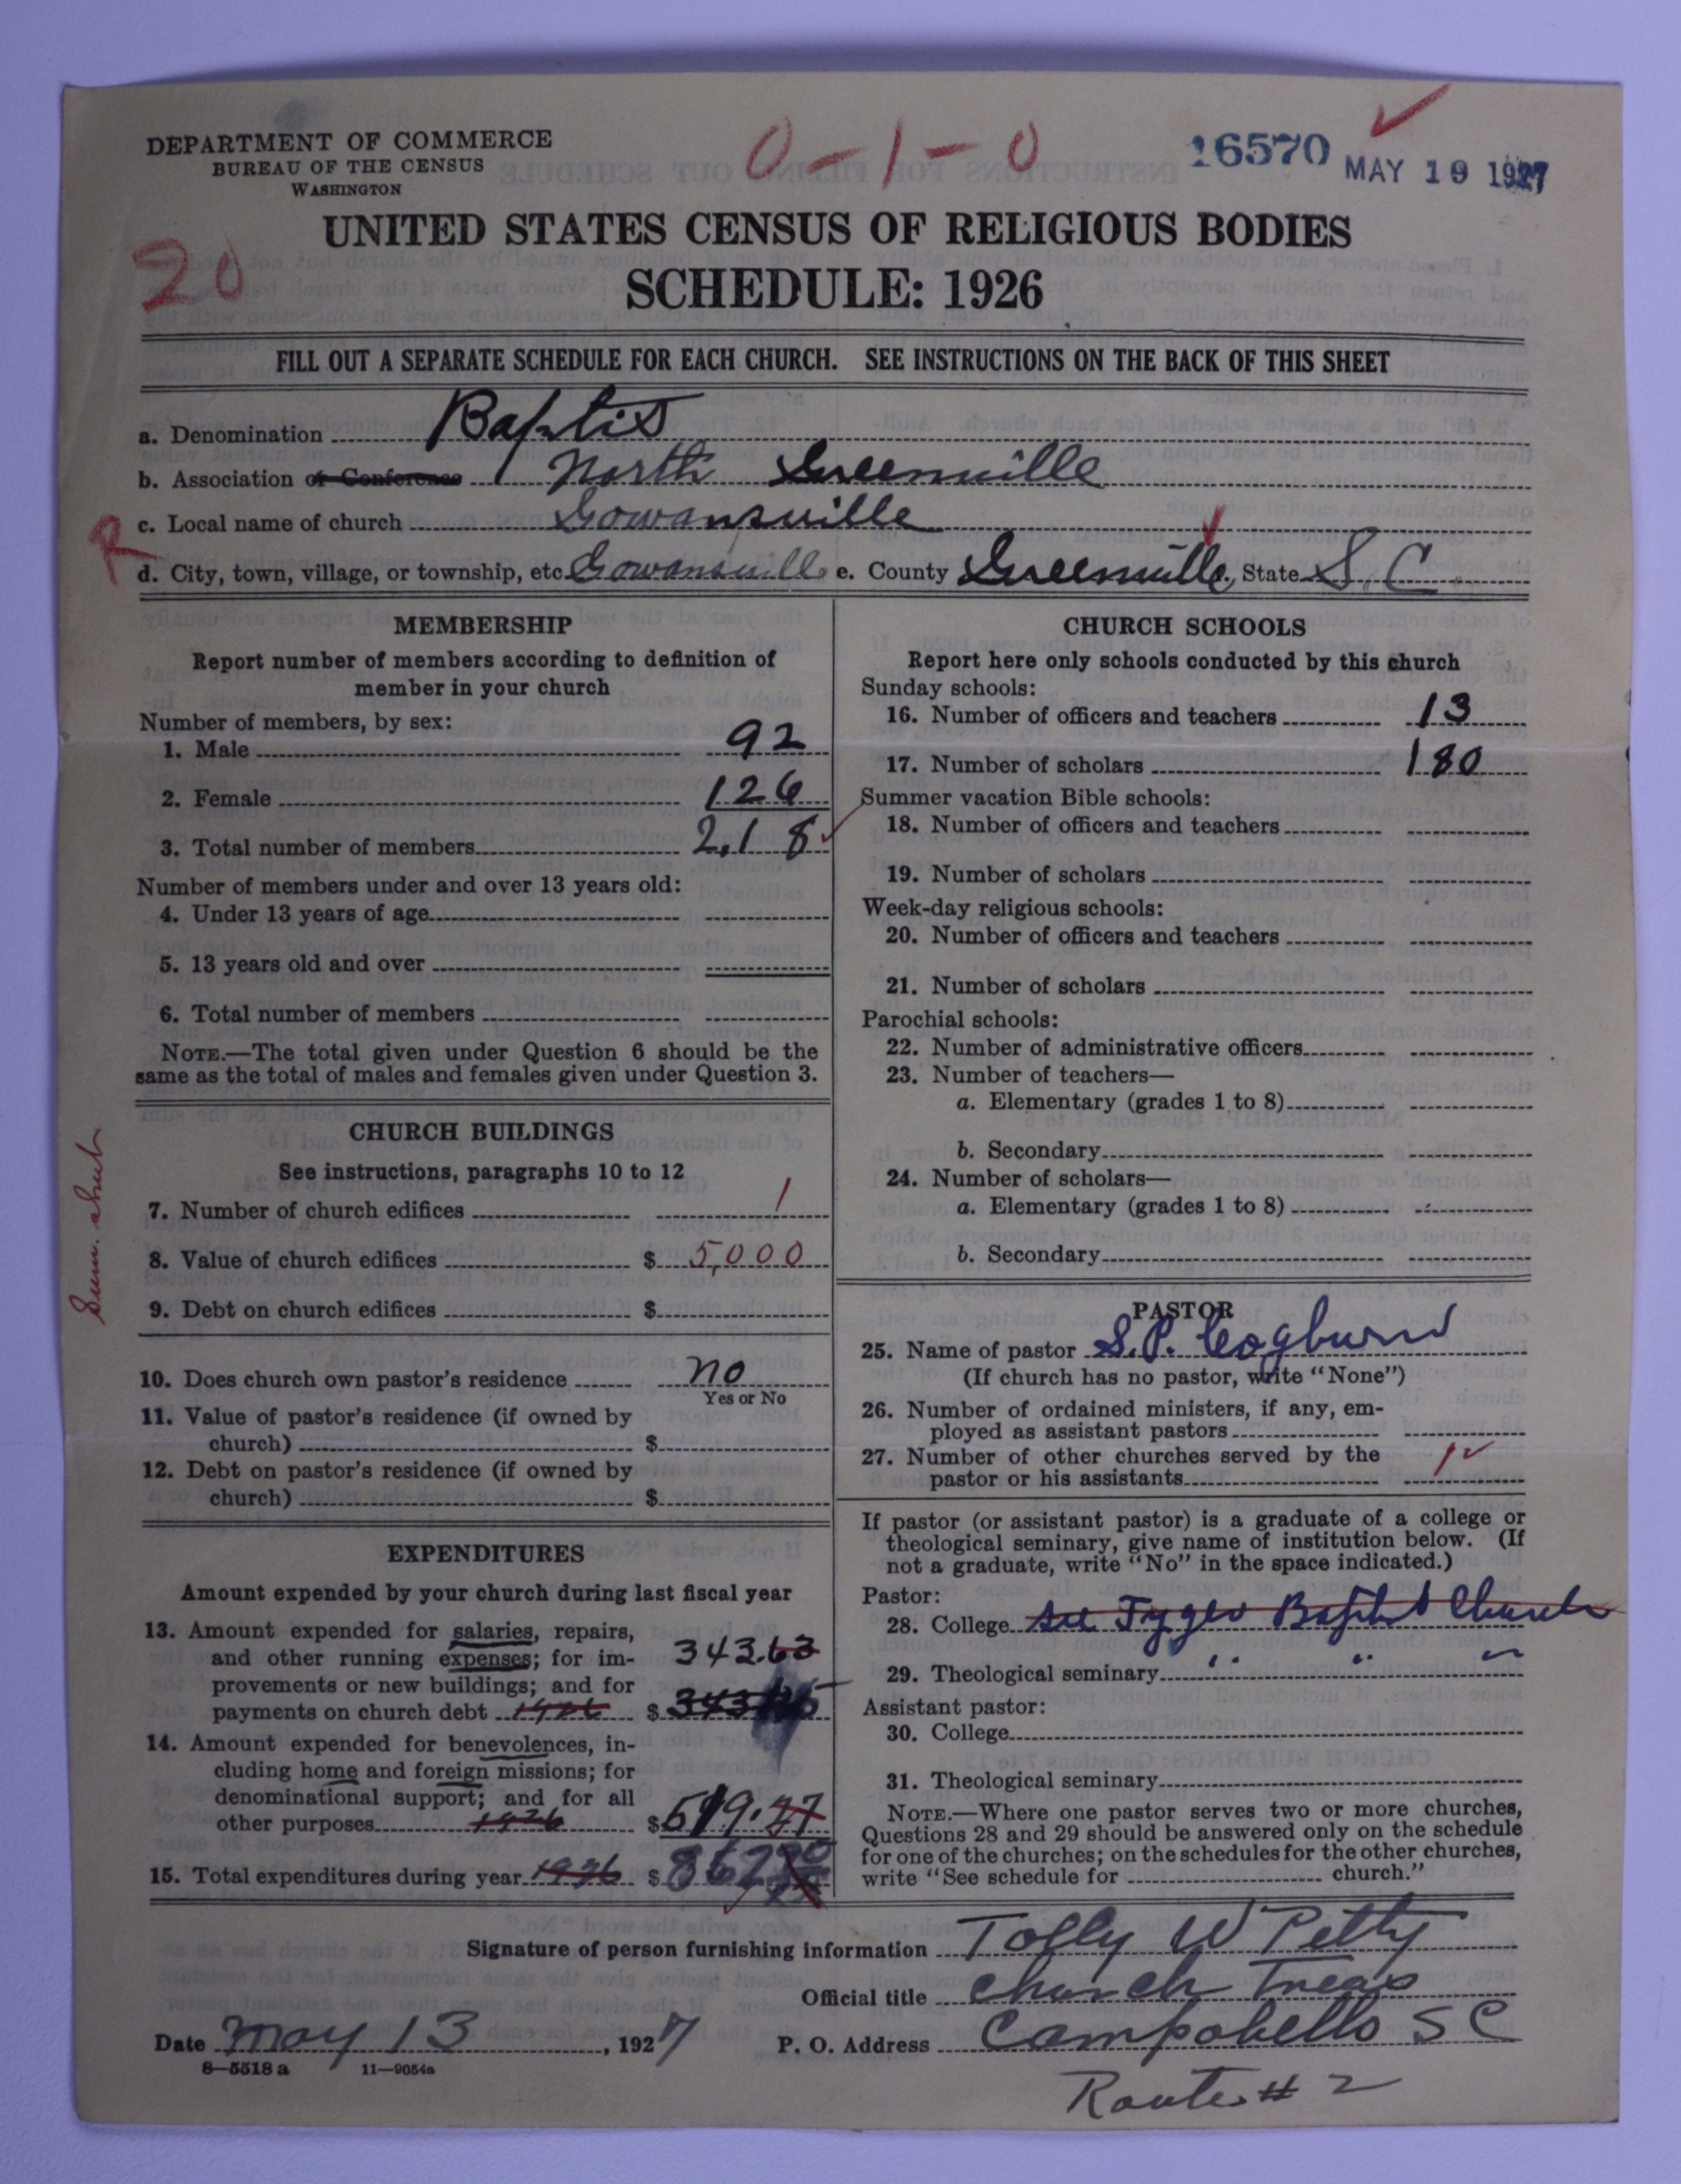 DEPARTMENT OF COMMERCE
BUREAU OF THE CENSUS
WASHINGTON
0-1-0
16570
MAY 19 1927
20
UNITED STATES CENSUS OF RELIGIOUS BODIES
SCHEDULE: 1926
FILL OUT A SEPARATE SCHEDULE FOR EACH CHURCH. SEE INSTRUCTIONS ON THE BACK OF THIS SHEET
a. Denomination Baptis
b. Association or Conference North Greenville
c. Local name of church Gowansville
R
d. City, town, village, or township, etc. Gowansville e. County Greenville State S. C.
MEMBERSHIP
Report number of members according to definition of
member in your church
Number of members, by sex:
1. Male 92
2. Female 126
3. Total number of members 218
Number of members under and over 13 years old:
4. Under 13 years of age
5. 13 years old and over
6. Total number of members
NOTE.—The total given under Question 6 should be the
same as the total of males and females given under Question 3.
CHURCH BUILDINGS
See instructions, paragraphs 10 to 12
7. Number of church edifices 1
8. Value of church edifices $ 5,000
9. Debt on church edifices $
10. Does church own pastor's residence no
Yes or No
11. Value of pastor's residence (if owned by
church) $
12. Debt on pastor's residence (if owned by
church) $
EXPENDITURES
Amount expended by your church during last fiscal year
13. Amount expended for salaries, repairs,
and other running expenses; for im- 343.63
provements or new buildings; and for
payments on church debt 1926 $ 343
14. Amount expended for benevolences, in-
cluding home and foreign missions; for
denominational support; and for all
other purposes 1926 $ 519.27
15. Total expenditures during year 1926 $ 862
CHURCH SCHOOLS
Report here only schools conducted by this church
Sunday schools:
16. Number of officers and teachers 13
17. Number of scholars 180
Summer vacation Bible schools:
18. Number of officers and teachers
19. Number of scholars
Week-day religious schools:
20. Number of officers and teachers
21. Number of scholars
Parochial schools:
22. Number of administrative officers
23. Number of teachers—
a. Elementary (grades 1 to 8)
b. Secondary
24. Number of scholars—
a. Elementary (grades 1 to 8)
b. Secondary
PASTOR
25. Name of pastor S. P. Cogburn
(If church has no pastor, write "None")
26. Number of ordained ministers, if any, em-
ployed as assistant pastors
27. Number of other churches served by the 1
pastor or his assistants
If pastor (or assistant pastor) is a graduate of a college or
theological seminary, give name of institution below. (If
not a graduate, write "No" in the space indicated.)
Pastor:
28. College see Tyger Baptist Church
29. Theological seminary " " "
Assistant pastor:
30. College
31. Theological seminary
NOTE.—Where one pastor serves two or more churches,
Questions 28 and 29 should be answered only on the schedule
for one of the churches; on the schedules for the other churches,
write "See schedule for church."
Signature of person furnishing information Tolly W Petty
Official title Church Treas
Date May 13, 1927 P. O. Address Campobello S C
8-5518 a 11-9054a
Route # 2